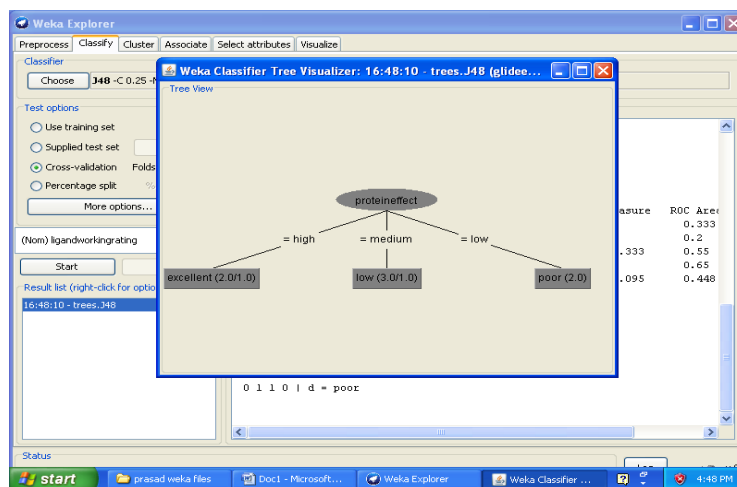 Weka Explorer
Preprocess Classify Cluster Associate Select attributes Visualize
Classifier
Choose J48 -C 0.25
Weka Classifier Tree Visualizer: 16:48:10 - trees.J48 (glidee...
Tree View
Test options
Use training set
Supplied test set
Cross-validation Folds
Percentage split %
More options...
(Nom) ligandworkingrating
Start
Result list (right-click for optio
16:48:10 - trees.J48
proteineffect
= high = medium = low
excellent (2.0/1.0) low (3.0/1.0) poor (2.0)
asure ROC Area
0.333
0.2
.333 0.55
0.65
.095 0.448
0 1 1 0 | d = poor
Status
start prasad weka files Doc1 - Microsoft... Weka Explorer Weka Classifier ... 4:48 PM